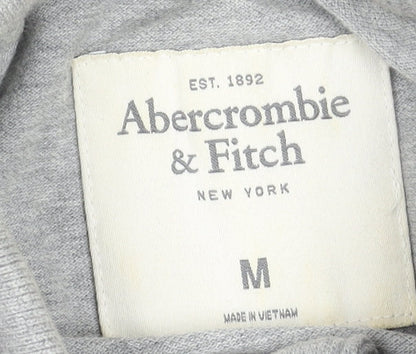 EST. 1892
Abercrombie
& Fitch
NEW YORK
M
MADE IN VIETNAM